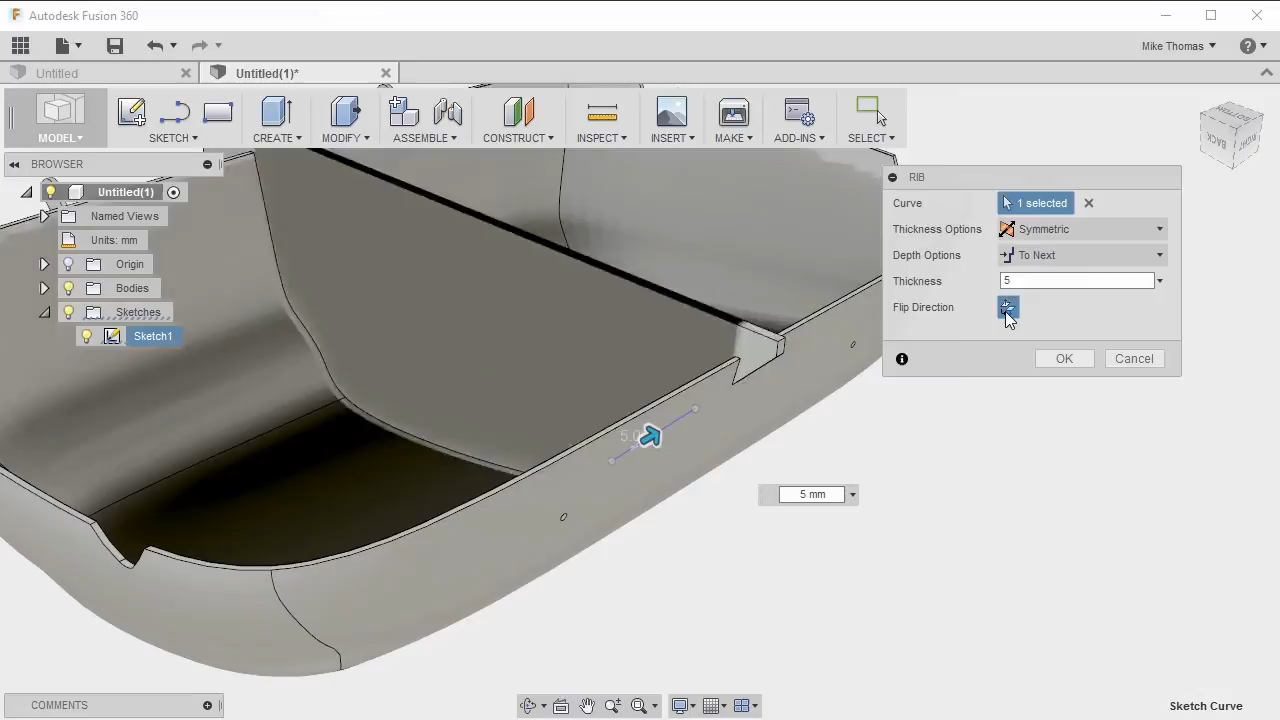 Autodesk Fusion 360
Mike Thomas
Untitled
Untitled(1)*
MODEL
SKETCH
CREATE
MODIFY
ASSEMBLE
CONSTRUCT
INSPECT
INSERT
MAKE
ADD-INS
SELECT
BROWSER
Untitled(1)
Named Views
Units: mm
Origin
Bodies
Sketches
Sketch1
BACK
RIGHT
RIB
Curve 1 selected
Thickness Options Symmetric
Depth Options To Next
Thickness 5
Flip Direction
OK Cancel
5 mm
COMMENTS
Sketch Curve